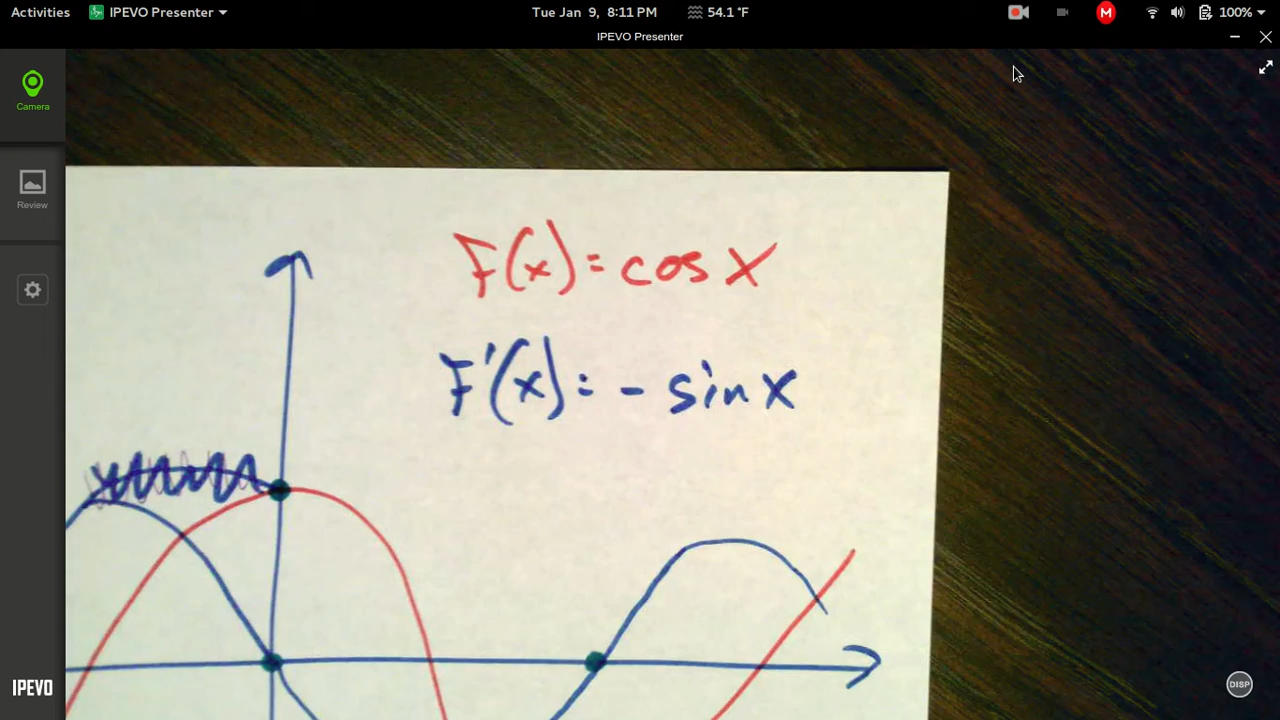 Activities IPEVO Presenter Tue Jan 9, 8:11 PM 54.1 °F M 100%
IPEVO Presenter
Camera
Review
F(x) = cos x
F'(x) = - sin x
IPEVO
DISP